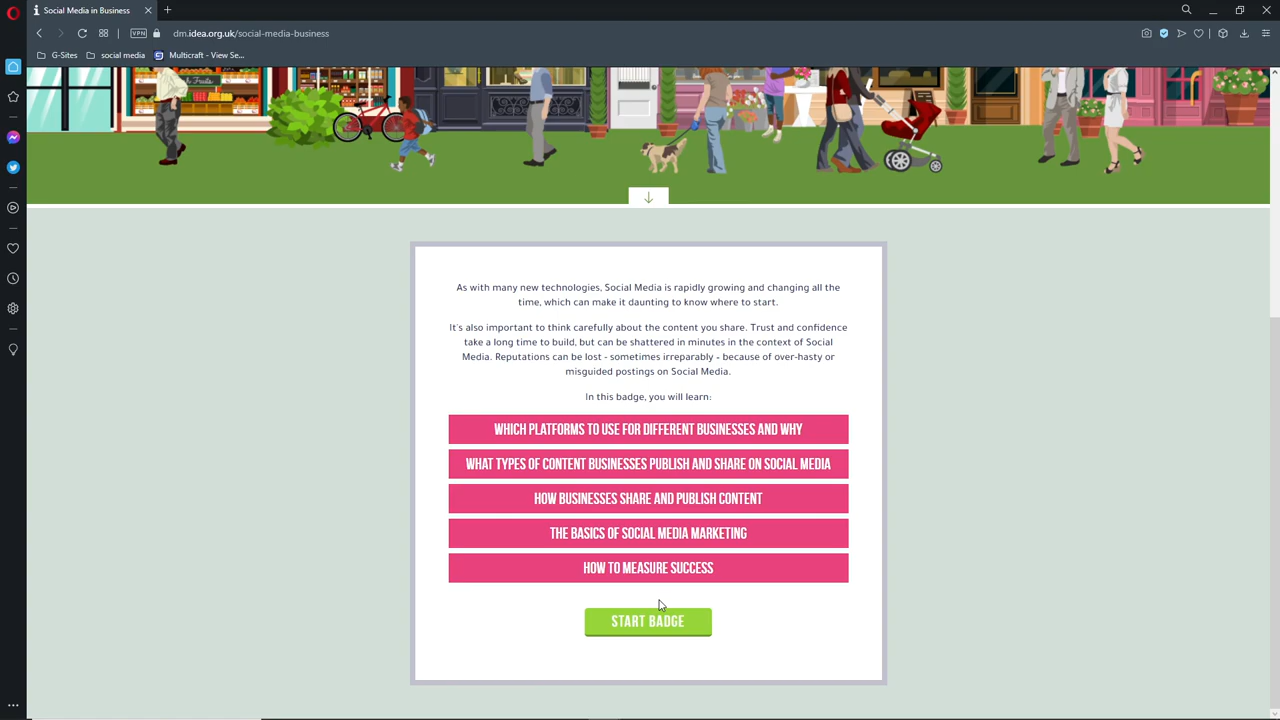 Social Media in Business
VPN
dm.idea.org.uk/social-media-business
G-Sites
social media
Multicraft - View Se...
As with many new technologies, Social Media is rapidly growing and changing all the
time, which can make it daunting to know where to start.
It's also important to think carefully about the content you share. Trust and confidence
take a long time to build, but can be shattered in minutes in the context of Social
Media. Reputations can be lost - sometimes irreparably - because of over-hasty or
misguided postings on Social Media.
In this badge, you will learn:
WHICH PLATFORMS TO USE FOR DIFFERENT BUSINESSES AND WHY
WHAT TYPES OF CONTENT BUSINESSES PUBLISH AND SHARE ON SOCIAL MEDIA
HOW BUSINESSES SHARE AND PUBLISH CONTENT
THE BASICS OF SOCIAL MEDIA MARKETING
HOW TO MEASURE SUCCESS
START BADGE